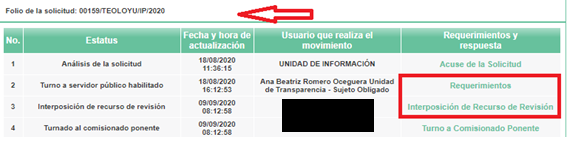 Folio de la solicitud: 00159/TEOLOYU/IP/2020
No. Estatus Fecha y hora de actualización Usuario que realiza el movimiento Requerimientos y respuesta
1 Análisis de la solicitud 18/08/2020 11:36:15 UNIDAD DE INFORMACIÓN Acuse de la Solicitud
2 Turno a servidor público habilitado 18/08/2020 16:12:53 Ana Beatriz Romero Oceguera Unidad de Transparencia - Sujeto Obligado Requerimientos
3 Interposición de recurso de revisión 09/09/2020 08:12:58 Interposición de Recurso de Revisión
4 Turnado al comisionado ponente 09/09/2020 08:12:58 Turno a Comisionado Ponente